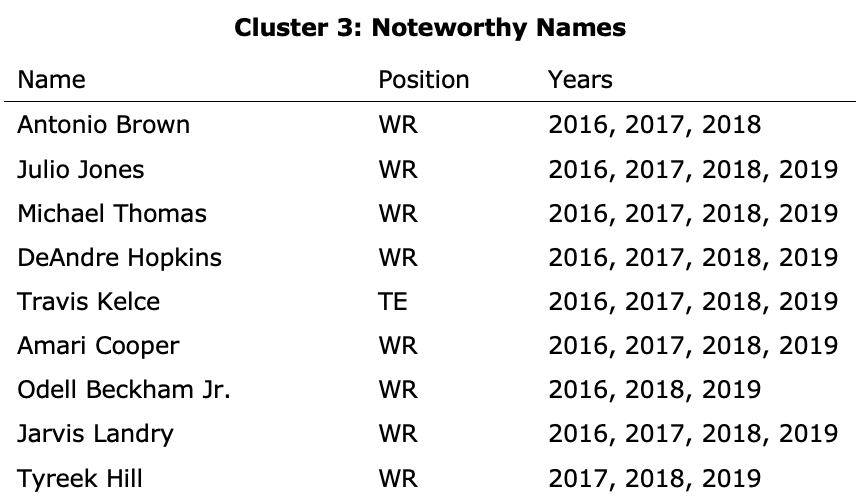 Cluster 3: Noteworthy Names
Name Position Years
Antonio Brown WR 2016, 2017, 2018
Julio Jones WR 2016, 2017, 2018, 2019
Michael Thomas WR 2016, 2017, 2018, 2019
DeAndre Hopkins WR 2016, 2017, 2018, 2019
Travis Kelce TE 2016, 2017, 2018, 2019
Amari Cooper WR 2016, 2017, 2018, 2019
Odell Beckham Jr. WR 2016, 2018, 2019
Jarvis Landry WR 2016, 2017, 2018, 2019
Tyreek Hill WR 2017, 2018, 2019